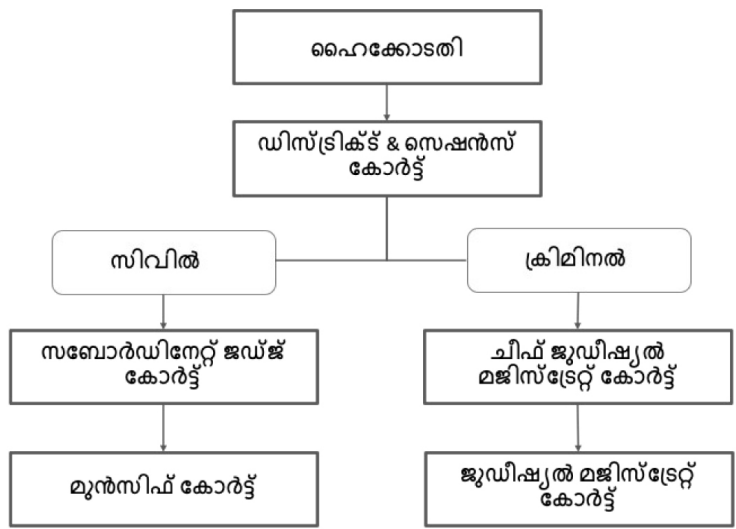 ഹൈക്കോടതി
ഡിസ്ട്രിക്ട് & സെഷൻസ്
കോർട്ട്
സിവിൽ
ക്രിമിനൽ
സബോർഡിനേറ്റ് ജഡ്ജ്
കോർട്ട്
ചീഫ് ജുഡീഷ്യൽ
മജിസ്ട്രേറ്റ് കോർട്ട്
മുൻസിഫ് കോർട്ട്
ജുഡീഷ്യൽ മജിസ്ട്രേറ്റ്
കോർട്ട്